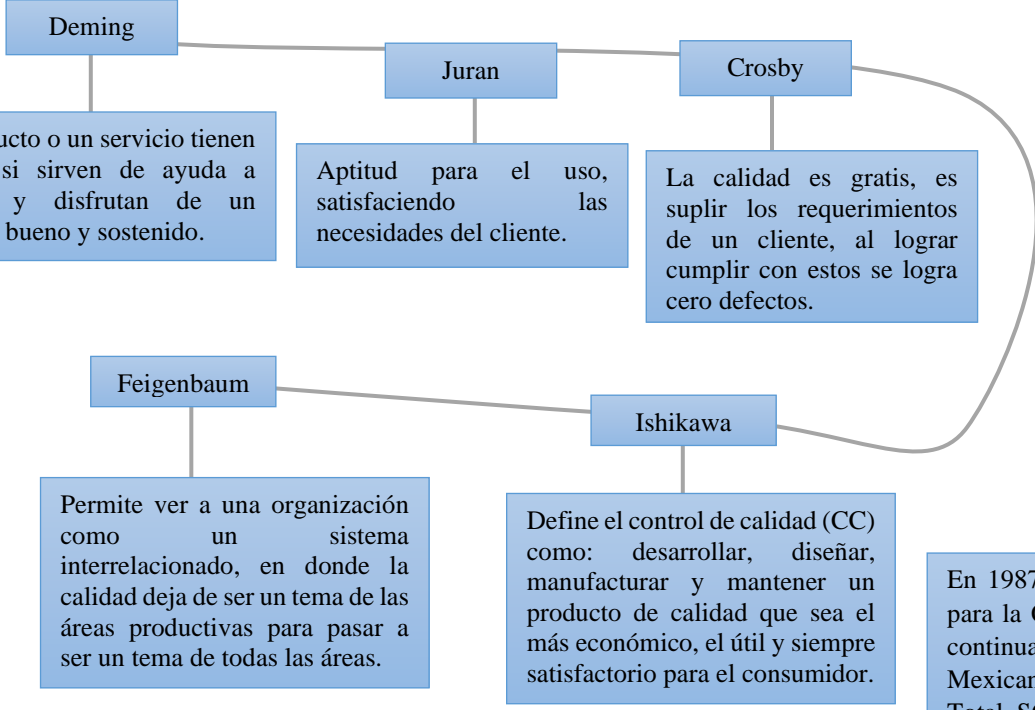 Deming
Juran
Crosby
ucto o un servicio tienen
si sirven de ayuda a
y disfrutan de un
bueno y sostenido.
Aptitud para el uso,
satisfaciendo las
necesidades del cliente.
La calidad es gratis, es
suplir los requerimientos
de un cliente, al lograr
cumplir con estos se logra
cero defectos.
Feigenbaum
Ishikawa
Permite ver a una organización
como un sistema
interrelacionado, en donde la
calidad deja de ser un tema de las
áreas productivas para pasar a
ser un tema de todas las áreas.
Define el control de calidad (CC)
como: desarrollar, diseñar,
manufacturar y mantener un
producto de calidad que sea el
más económico, el útil y siempre
satisfactorio para el consumidor.
En 1987
para la
continua
Mexican